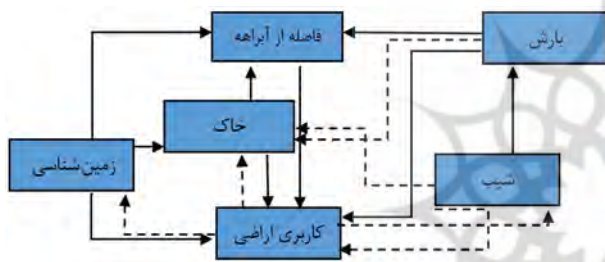 فاصله از آبراهه
بارش
خاک
زمین‌شناسی
شیب
کاربری اراضی